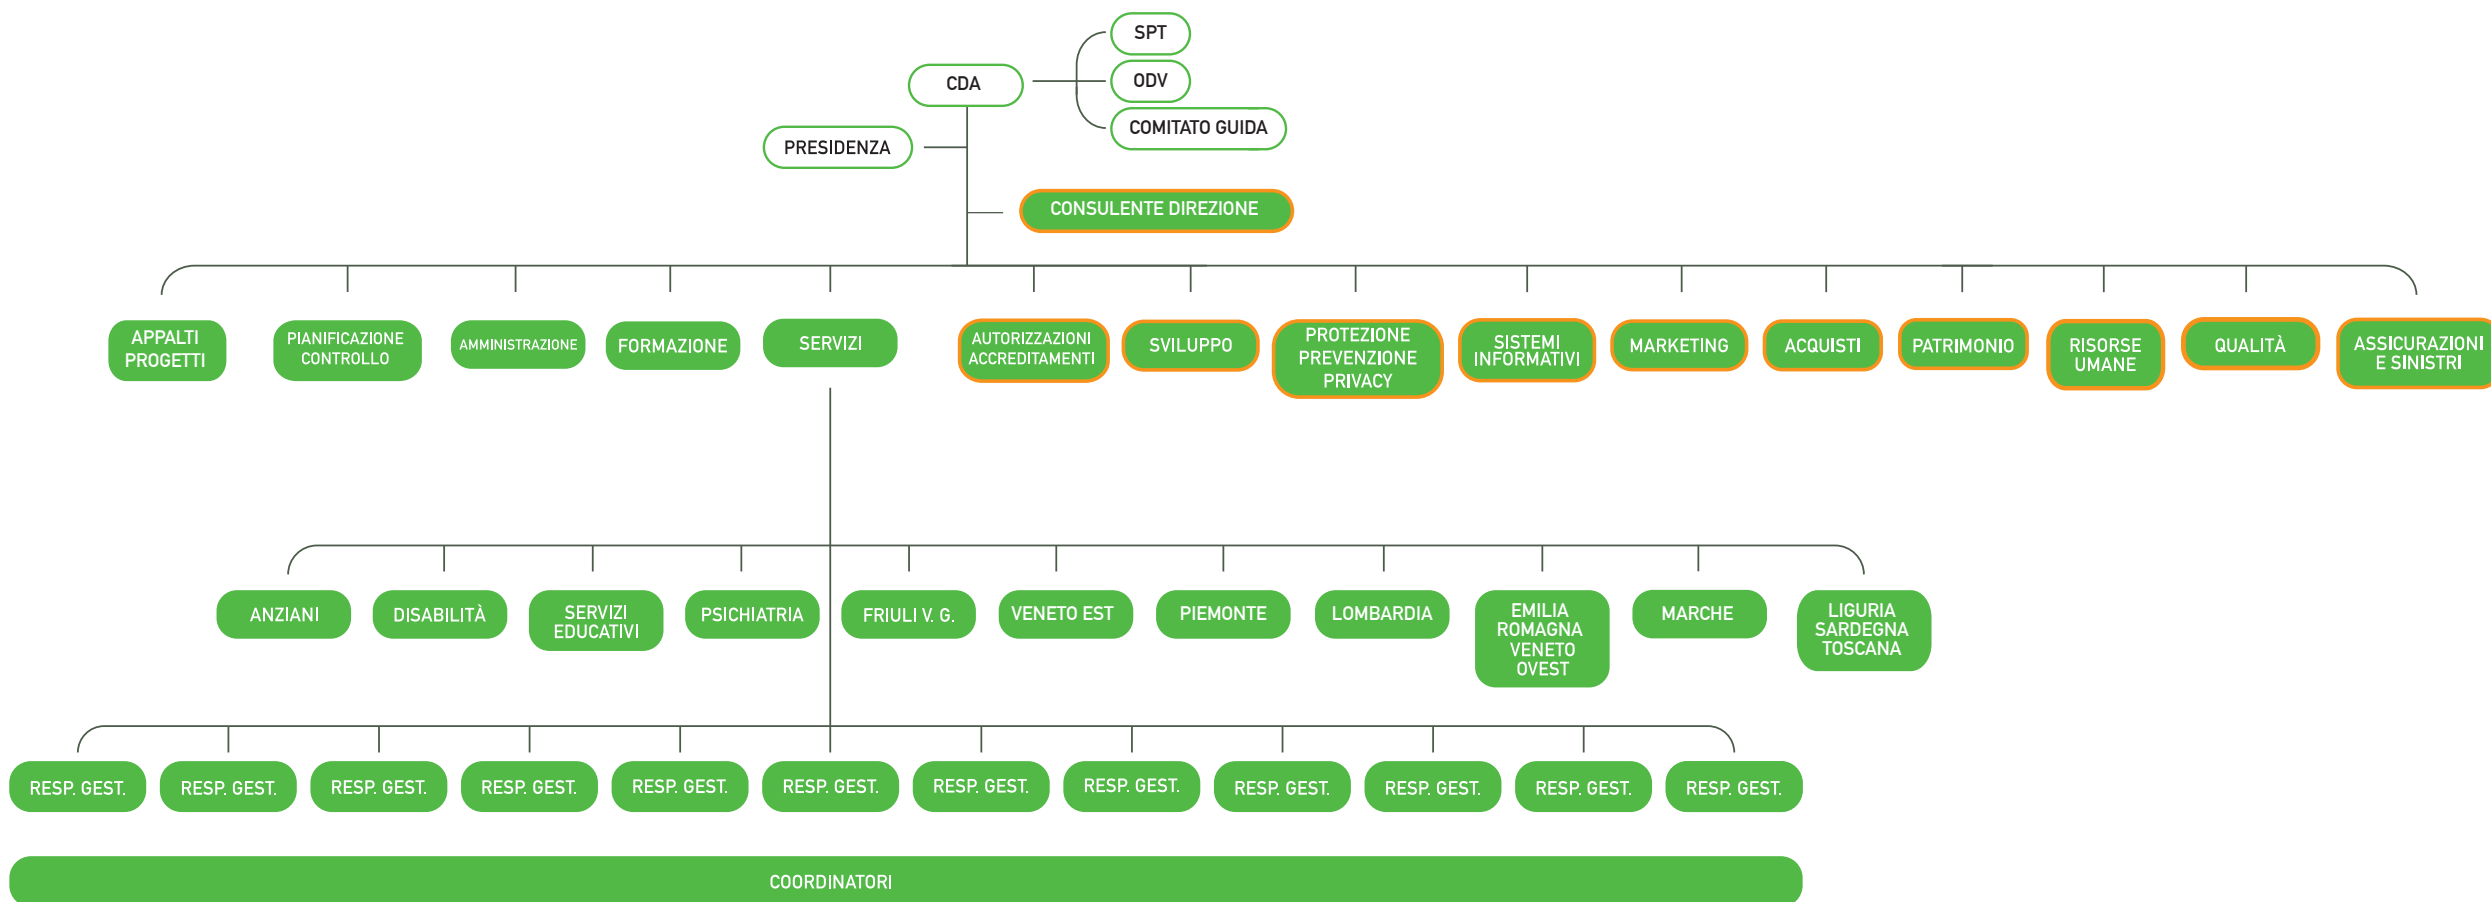 SPT
CDA
ODV
COMITATO GUIDA
PRESIDENZA
CONSULENTE DIREZIONE
APPALTI
PROGETTI
PIANIFICAZIONE
CONTROLLO
AMMINISTRAZIONE
FORMAZIONE
SERVIZI
AUTORIZZAZIONI
ACCREDITAMENTI
SVILUPPO
PROTEZIONE
PREVENZIONE
PRIVACY
SISTEMI
INFORMATIVI
MARKETING
ACQUISTI
PATRIMONIO
RISORSE
UMANE
QUALITÀ
ASSICURAZIONI
E SINISTRI
ANZIANI
DISABILITÀ
SERVIZI
EDUCATIVI
PSICHIATRIA
FRIULI V. G.
VENETO EST
PIEMONTE
LOMBARDIA
EMILIA
ROMAGNA
VENETO
OVEST
MARCHE
LIGURIA
SARDEGNA
TOSCANA
RESP. GEST.
RESP. GEST.
RESP. GEST.
RESP. GEST.
RESP. GEST.
RESP. GEST.
RESP. GEST.
RESP. GEST.
RESP. GEST.
RESP. GEST.
RESP. GEST.
RESP. GEST.
COORDINATORI